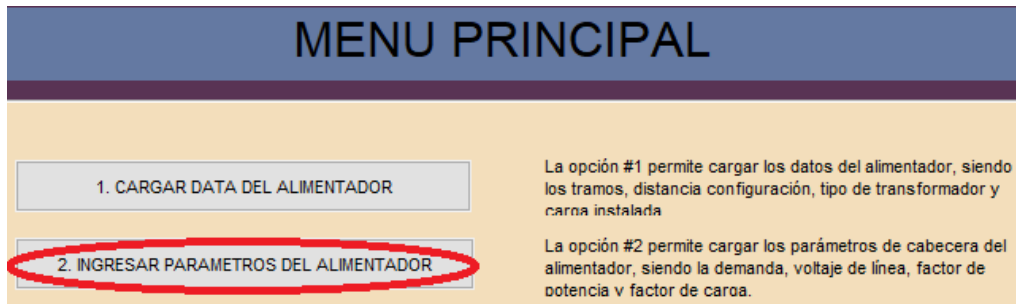 MENU PRINCIPAL
1. CARGAR DATA DEL ALIMENTADOR
La opción #1 permite cargar los datos del alimentador, siendo
los tramos, distancia configuración, tipo de transformador y
carga instalada
2. INGRESAR PARAMETROS DEL ALIMENTADOR
La opción #2 permite cargar los parámetros de cabecera del
alimentador, siendo la demanda, voltaje de línea, factor de
potencia y factor de carga.